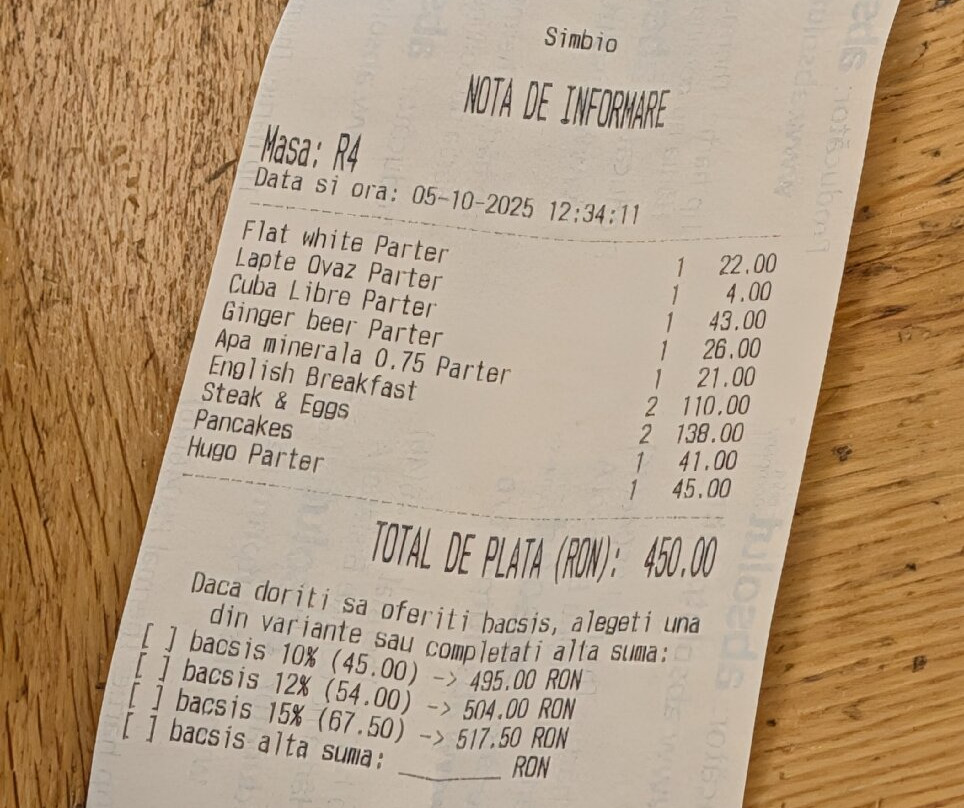 Simbio
NOTA DE INFORMARE
Masa: R4
Data si ora: 05-10-2025 12:34:11
Flat white Parter 1 22.00
Lapte Ovaz Parter 1 4.00
Cuba Libre Parter 1 43.00
Ginger beer Parter 1 26.00
Apa minerala 0.75 Parter 1 21.00
English Breakfast 2 110.00
Steak & Eggs 2 138.00
Pancakes 1 41.00
Hugo Parter 1 45.00
TOTAL DE PLATA (RON): 450.00
Daca doriti sa oferiti bacsis, alegeti una
din variante sau completati alta suma:
[ ] bacsis 10% (45.00) -> 495.00 RON
[ ] bacsis 12% (54.00) -> 504.00 RON
[ ] bacsis 15% (67.50) -> 517.50 RON
[ ] bacsis alta suma: ________ RON